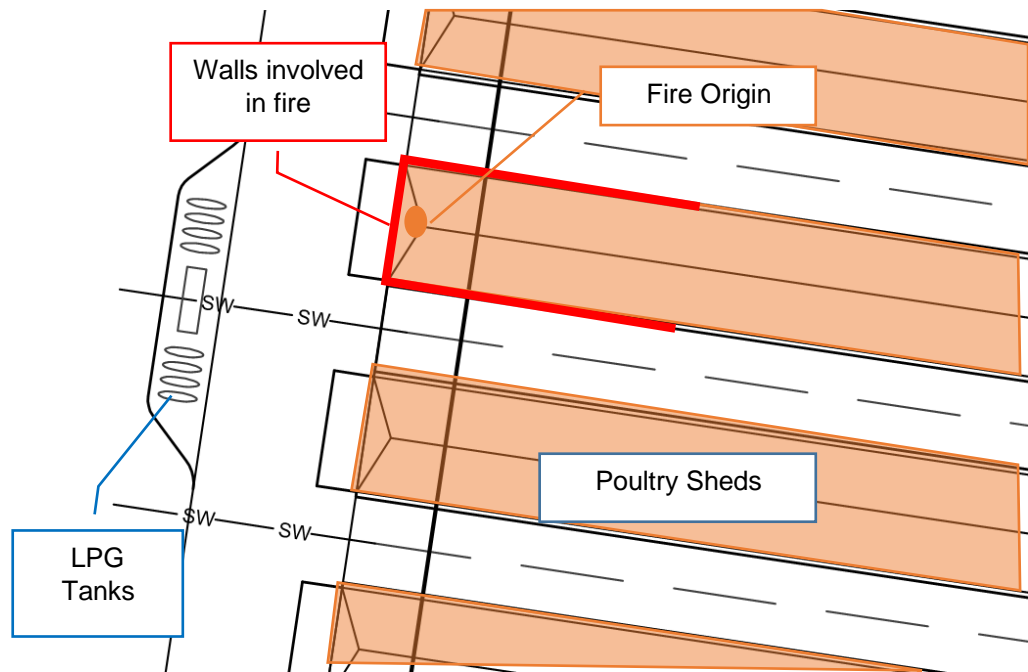 Walls involved
in fire
Fire Origin
SW
SW
Poultry Sheds
SW
SW
LPG
Tanks